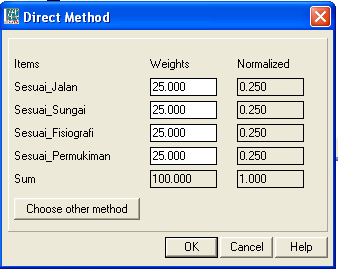 Direct Method
Items Weights Normalized
Sesuai_Jalan 25.000 0.250
Sesuai_Sungai 25.000 0.250
Sesuai_Fisiografi 25.000 0.250
Sesuai_Permukiman 25.000 0.250
Sum 100.000 1.000
Choose other method
OK Cancel Help